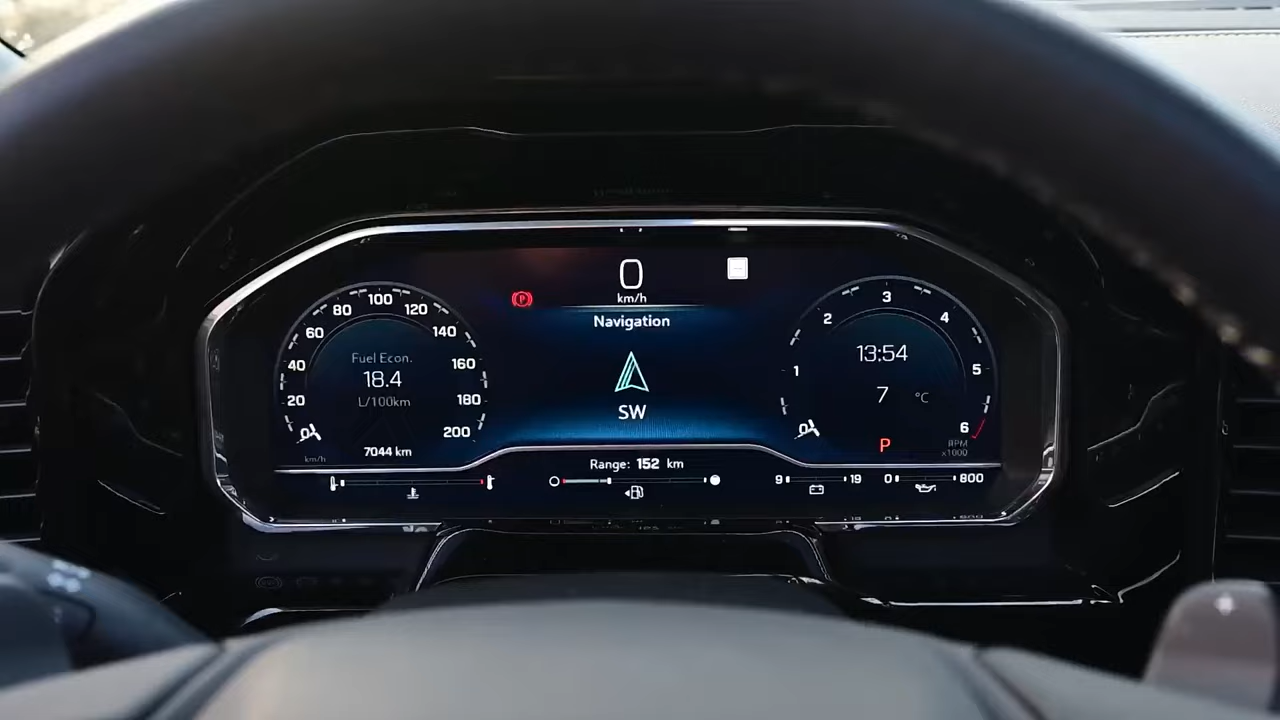 0
km/h
Navigation
SW
20
40
60
80
100
120
140
160
180
200
km/h
Fuel Econ.
18.4
L/100km
7044 km
1
2
3
4
5
6
RPM
x1000
13:54
7 °C
P
Range: 152 km
9 19
0 800